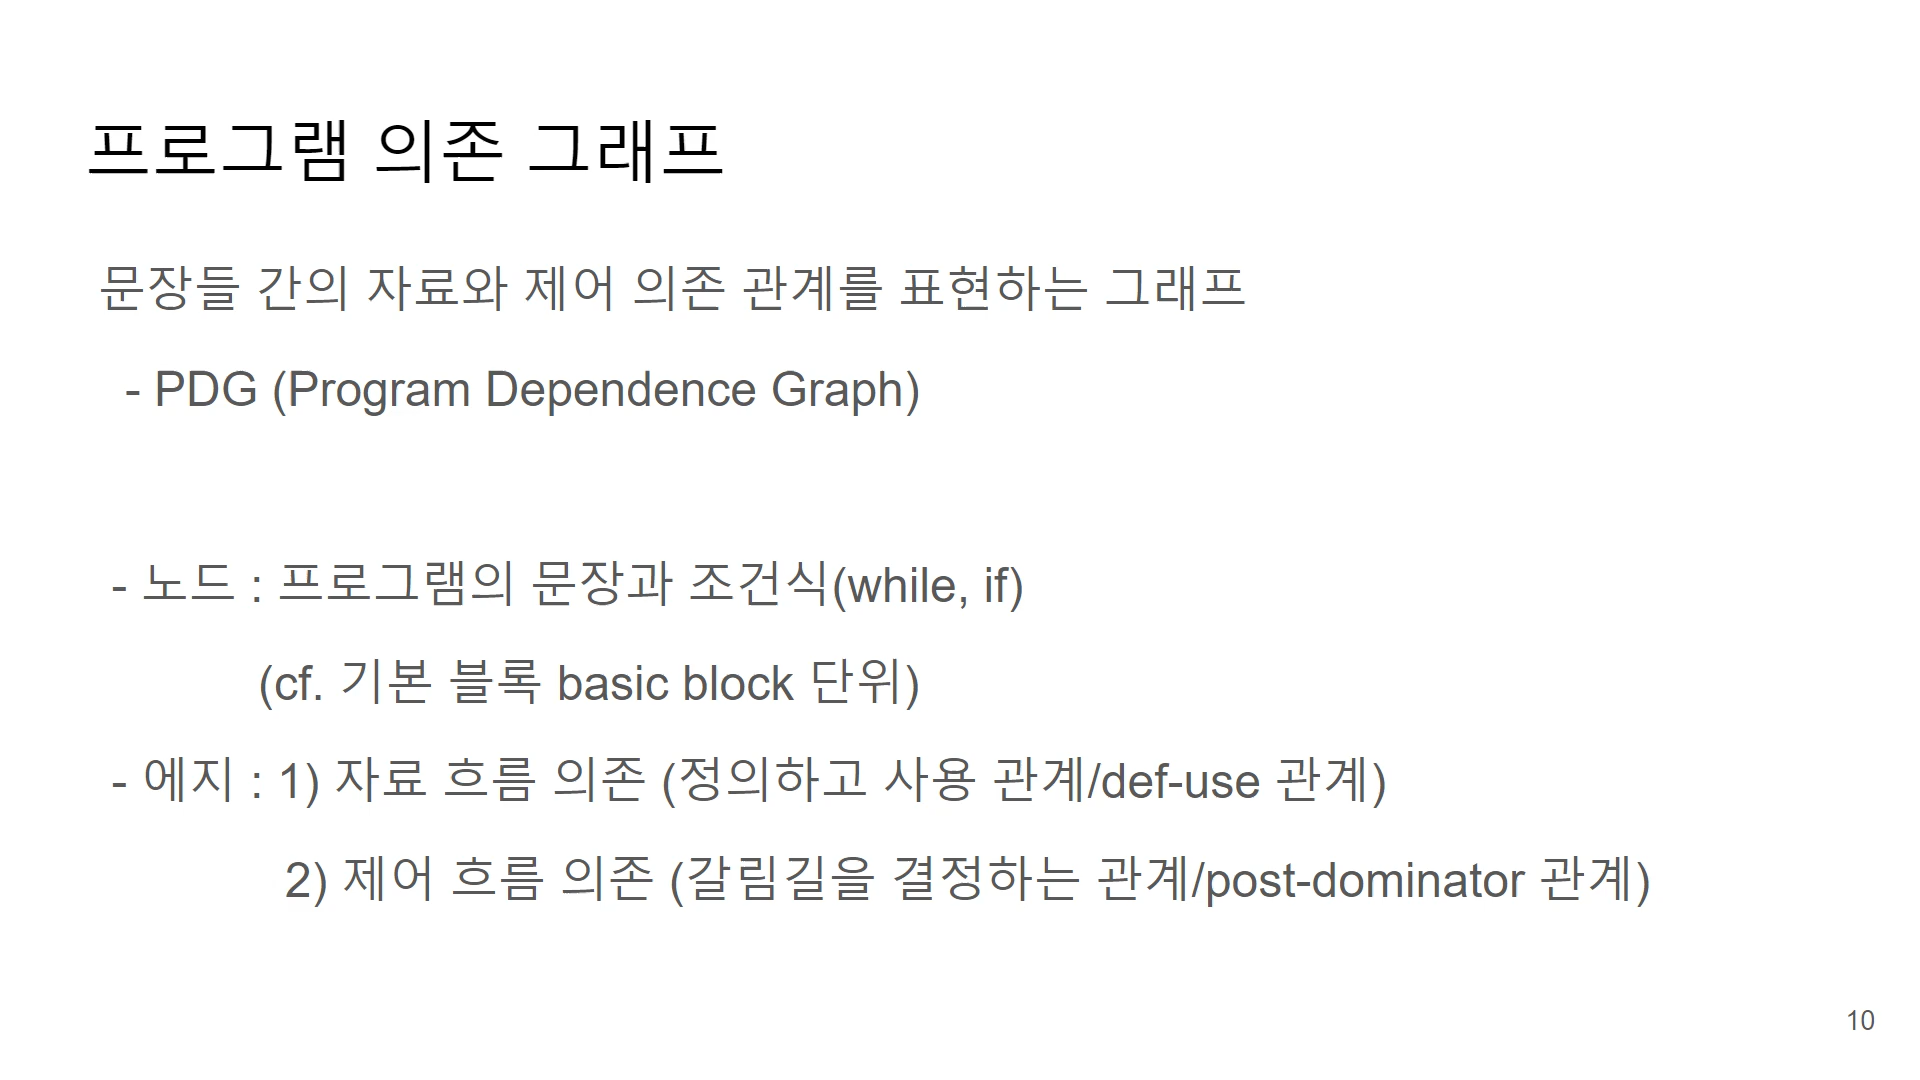 프로그램 의존 그래프
문장들 간의 자료와 제어 의존 관계를 표현하는 그래프
- PDG (Program Dependence Graph)
- 노드 : 프로그램의 문장과 조건식(while, if)
(cf. 기본 블록 basic block 단위)
- 에지 : 1) 자료 흐름 의존 (정의하고 사용 관계/def-use 관계)
2) 제어 흐름 의존 (갈림길을 결정하는 관계/post-dominator 관계)
10